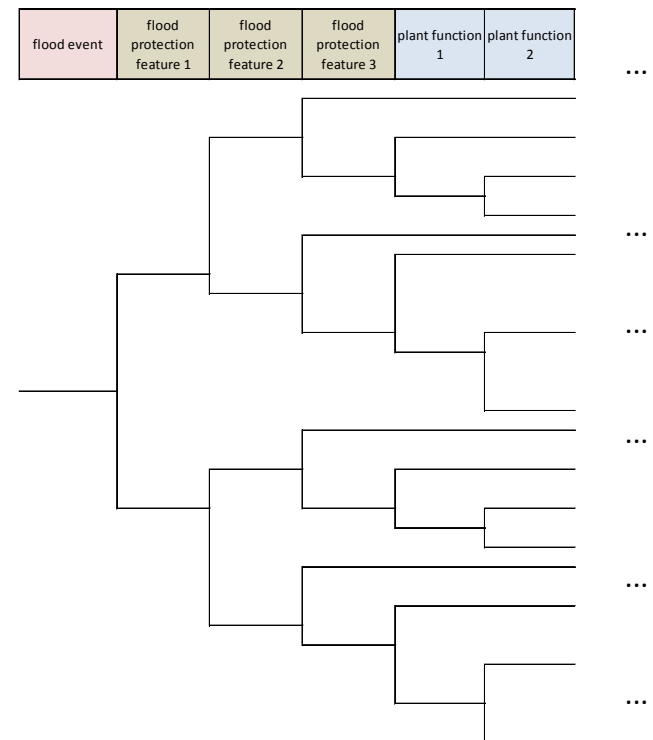 flood event
flood
protection
feature 1
flood
protection
feature 2
flood
protection
feature 3
plant function
1
plant function
2
...
...
...
...
...
...